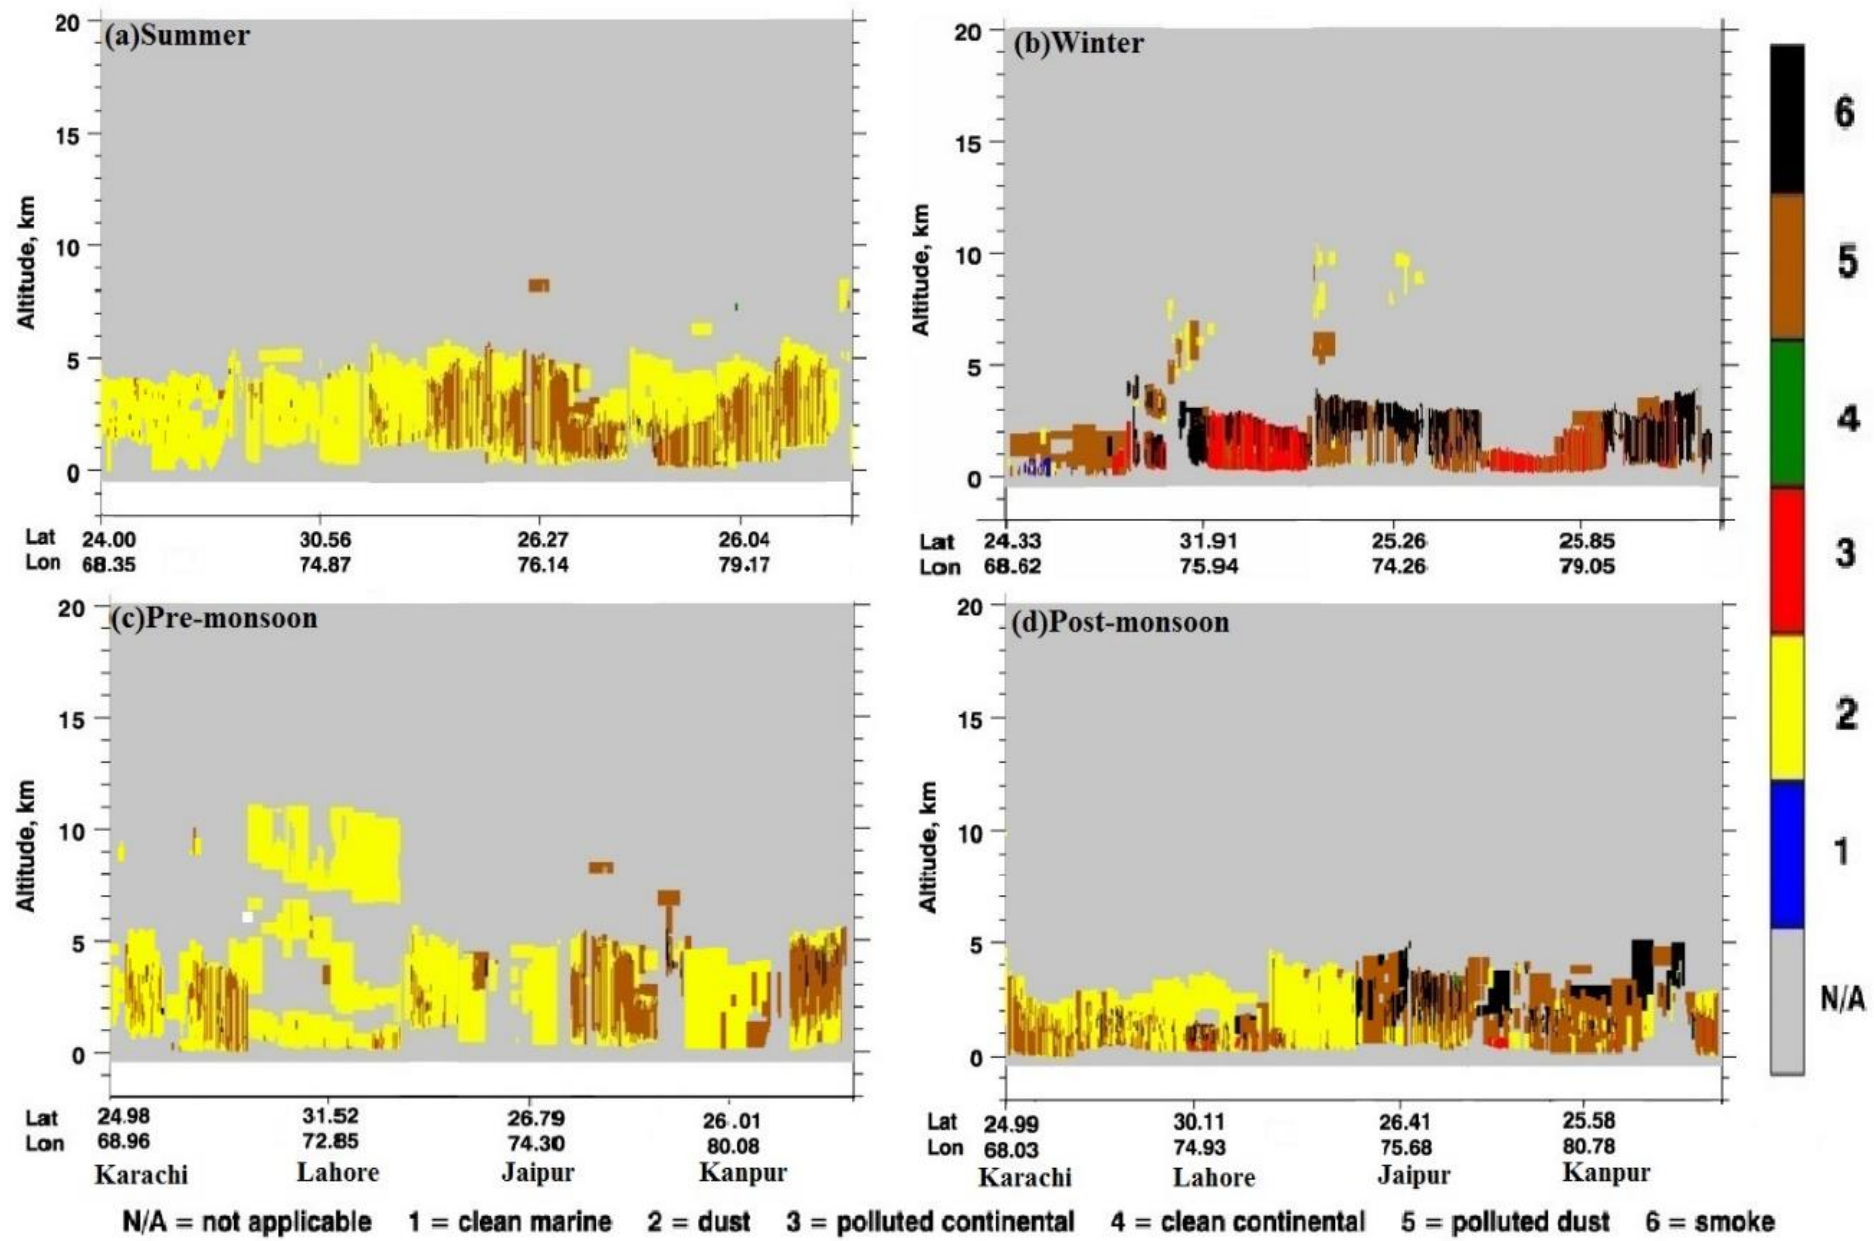 (a)Summer
20
15
10
5
0
Altitude, km
Lat 24.00 30.56 26.27 26.04
Lon 68.35 74.87 76.14 79.17
(b)Winter
20
15
10
5
0
Altitude, km
Lat 24.33 31.91 25.26 25.85
Lon 68.62 75.94 74.26 79.05
6
5
4
3
2
1
N/A
(c)Pre-monsoon
20
15
10
5
0
Altitude, km
Lat 24.98 31.52 26.79 26.01
Lon 68.96 72.85 74.30 80.08
Karachi Lahore Jaipur Kanpur
(d)Post-monsoon
20
15
10
5
0
Altitude, km
Lat 24.99 30.11 26.41 25.58
Lon 68.03 74.93 75.68 80.78
Karachi Lahore Jaipur Kanpur
N/A = not applicable 1 = clean marine 2 = dust 3 = polluted continental 4 = clean continental 5 = polluted dust 6 = smoke